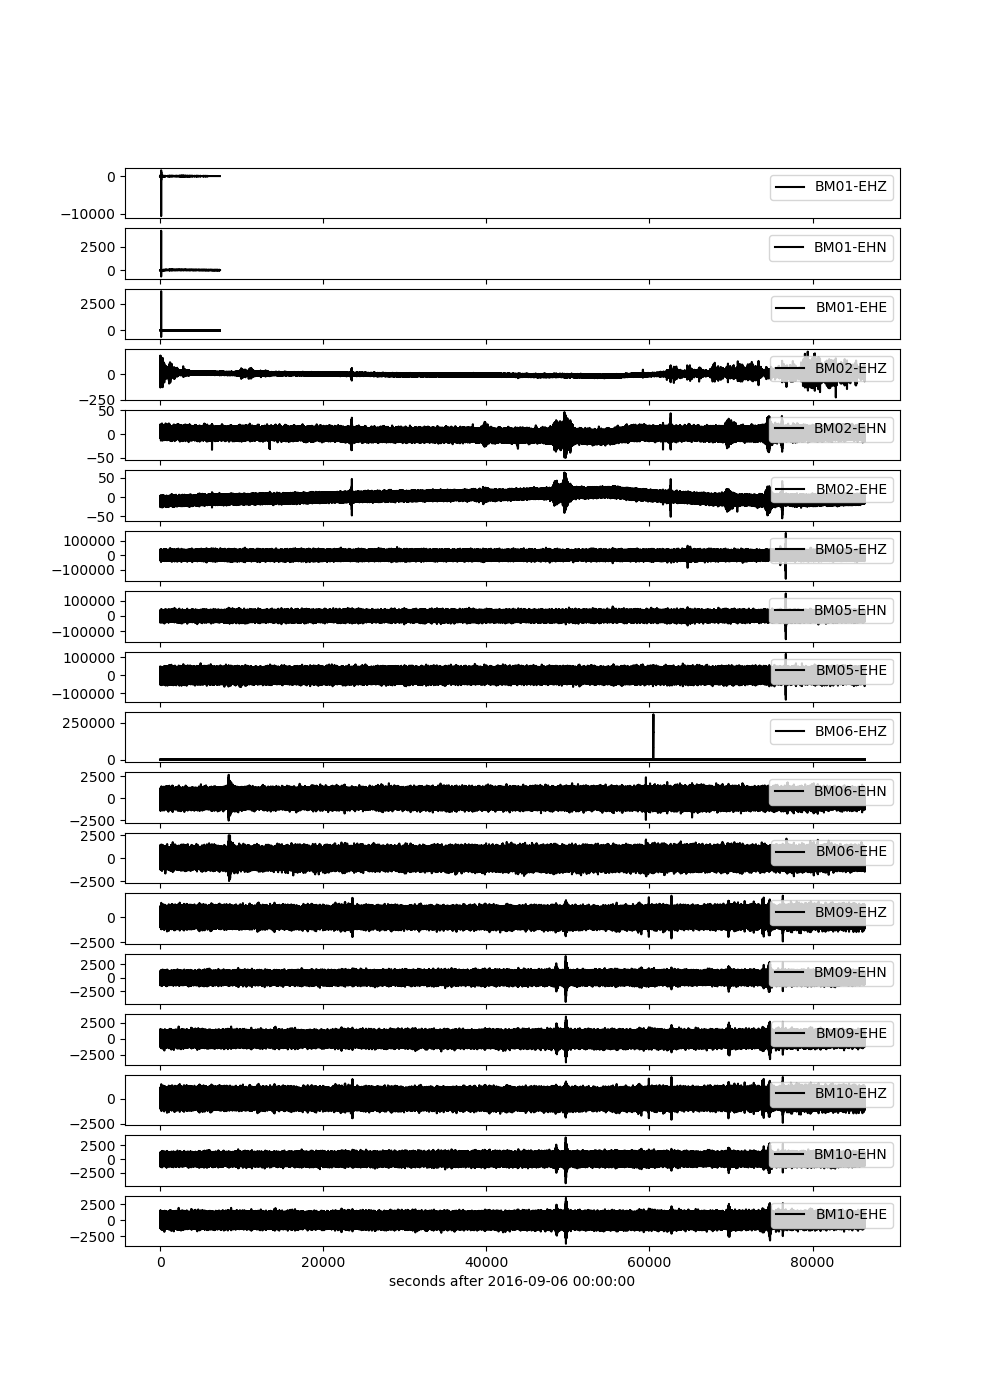 0
−10000
BM01-EHZ
2500
0
BM01-EHN
2500
0
BM01-EHE
0
−250
BM02-EHZ
50
0
−50
BM02-EHN
50
0
−50
BM02-EHE
100000
0
−100000
BM05-EHZ
100000
0
−100000
BM05-EHN
100000
0
−100000
BM05-EHE
250000
0
BM06-EHZ
2500
0
−2500
BM06-EHN
2500
0
−2500
BM06-EHE
0
−2500
BM09-EHZ
2500
0
−2500
BM09-EHN
2500
0
−2500
BM09-EHE
0
−2500
BM10-EHZ
2500
0
−2500
BM10-EHN
2500
0
−2500
BM10-EHE
0 20000 40000 60000 80000
seconds after 2016-09-06 00:00:00